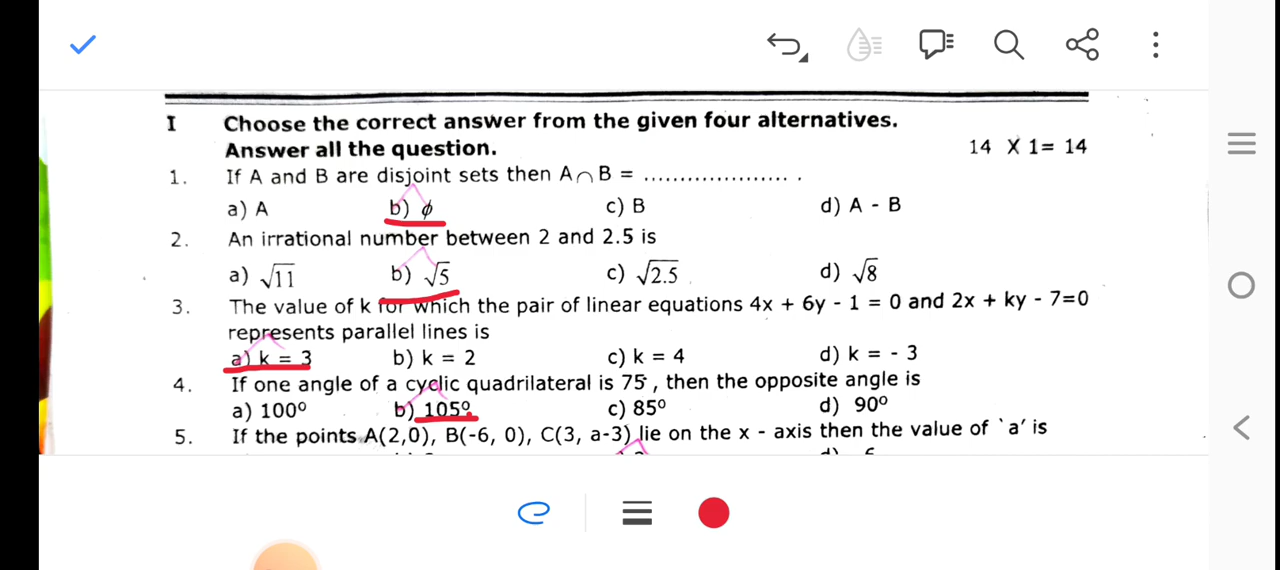 I Choose the correct answer from the given four alternatives.
Answer all the question. 14 X 1= 14
1. If A and B are disjoint sets then A∩B = .................... .
a) A b) ϕ c) B d) A - B
2. An irrational number between 2 and 2.5 is
a) √11 b) √5 c) √2.5 d) √8
3. The value of k for which the pair of linear equations 4x + 6y - 1 = 0 and 2x + ky - 7=0
represents parallel lines is
a) k = 3 b) k = 2 c) k = 4 d) k = - 3
4. If one angle of a cyclic quadrilateral is 75 , then the opposite angle is
a) 100⁰ b) 105⁰ c) 85⁰ d) 90⁰
5. If the points A(2,0), B(-6, 0), C(3, a-3) lie on the x - axis then the value of `a' is